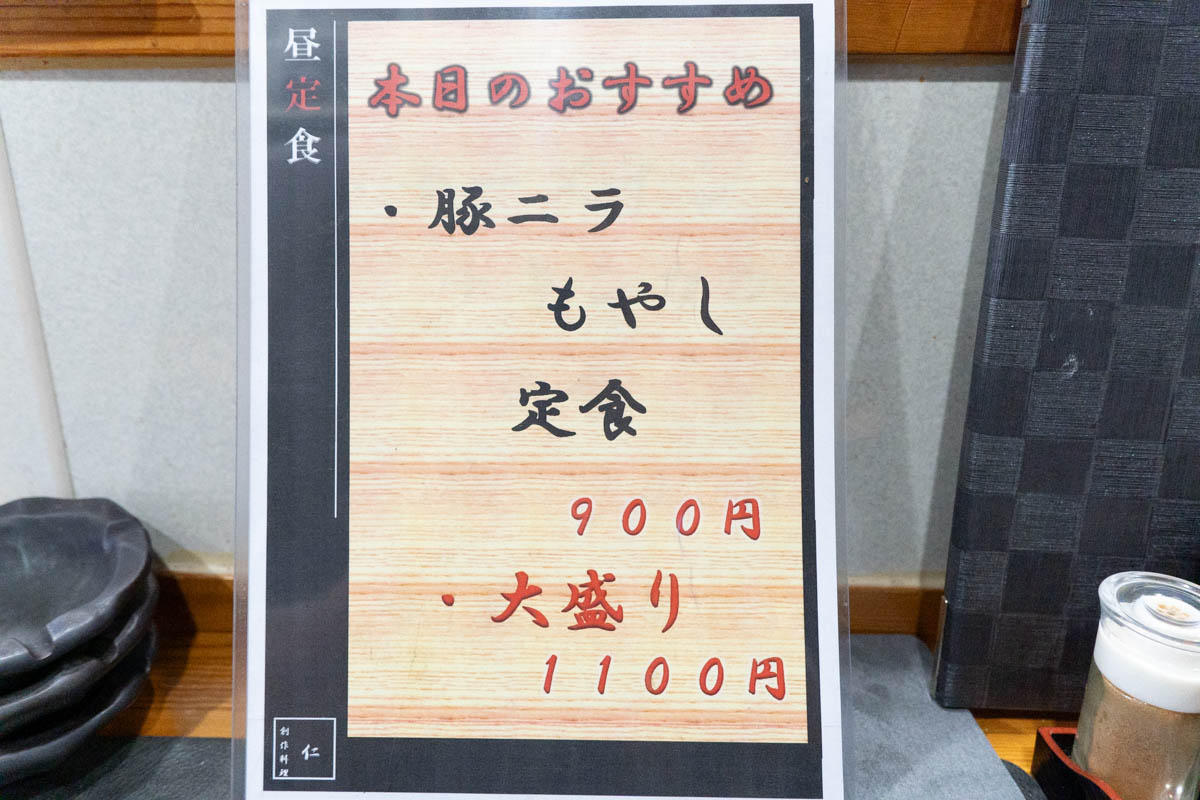 昼定食
本日のおすすめ
・豚ニラ
もやし
定食
900円
・大盛り
1100円
創作料理
仁